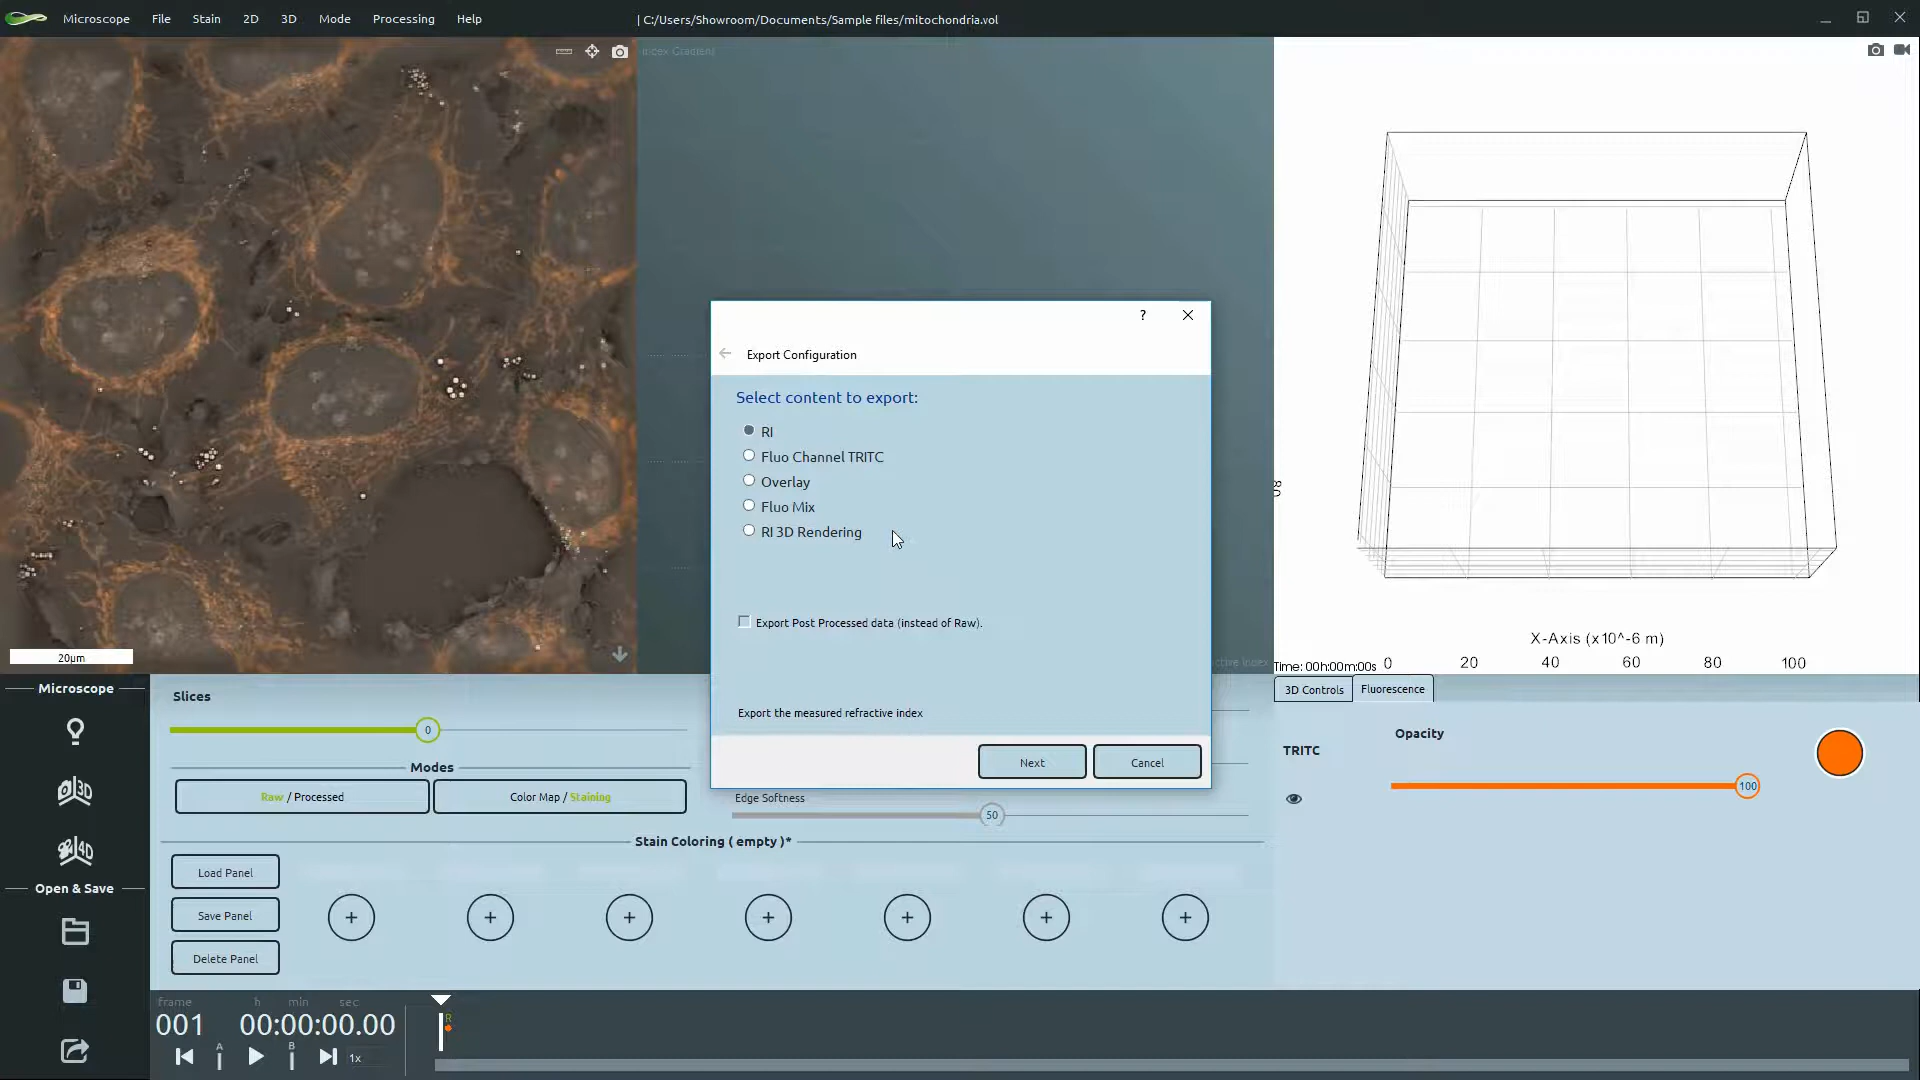 Microscope File Stain 2D 3D Mode Processing Help | C:/Users/Showroom/Documents/Sample files/mitochondria.vol
Index Gradient
? 
Export Configuration
Select content to export:
RI
Fluo Channel TRITC
Overlay
Fluo Mix
RI 3D Rendering
Export Post Processed data (instead of Raw).
Export the measured refractive index
Next Cancel
20µm
80
X-Axis (x10^-6 m)
Time: 00h:00m:00s 0 20 40 60 80 100
Microscope
3D
4D
Open & Save
Slices
0
Modes
Raw / Processed Color Map / Staining
Edge Softness
50
Stain Coloring ( empty )*
Load Panel
Save Panel
Delete Panel
+ + + + + + +
3D Controls Fluorescence
TRITC
Opacity
100
frame h min sec
001 00:00:00.00
A B 1x
R